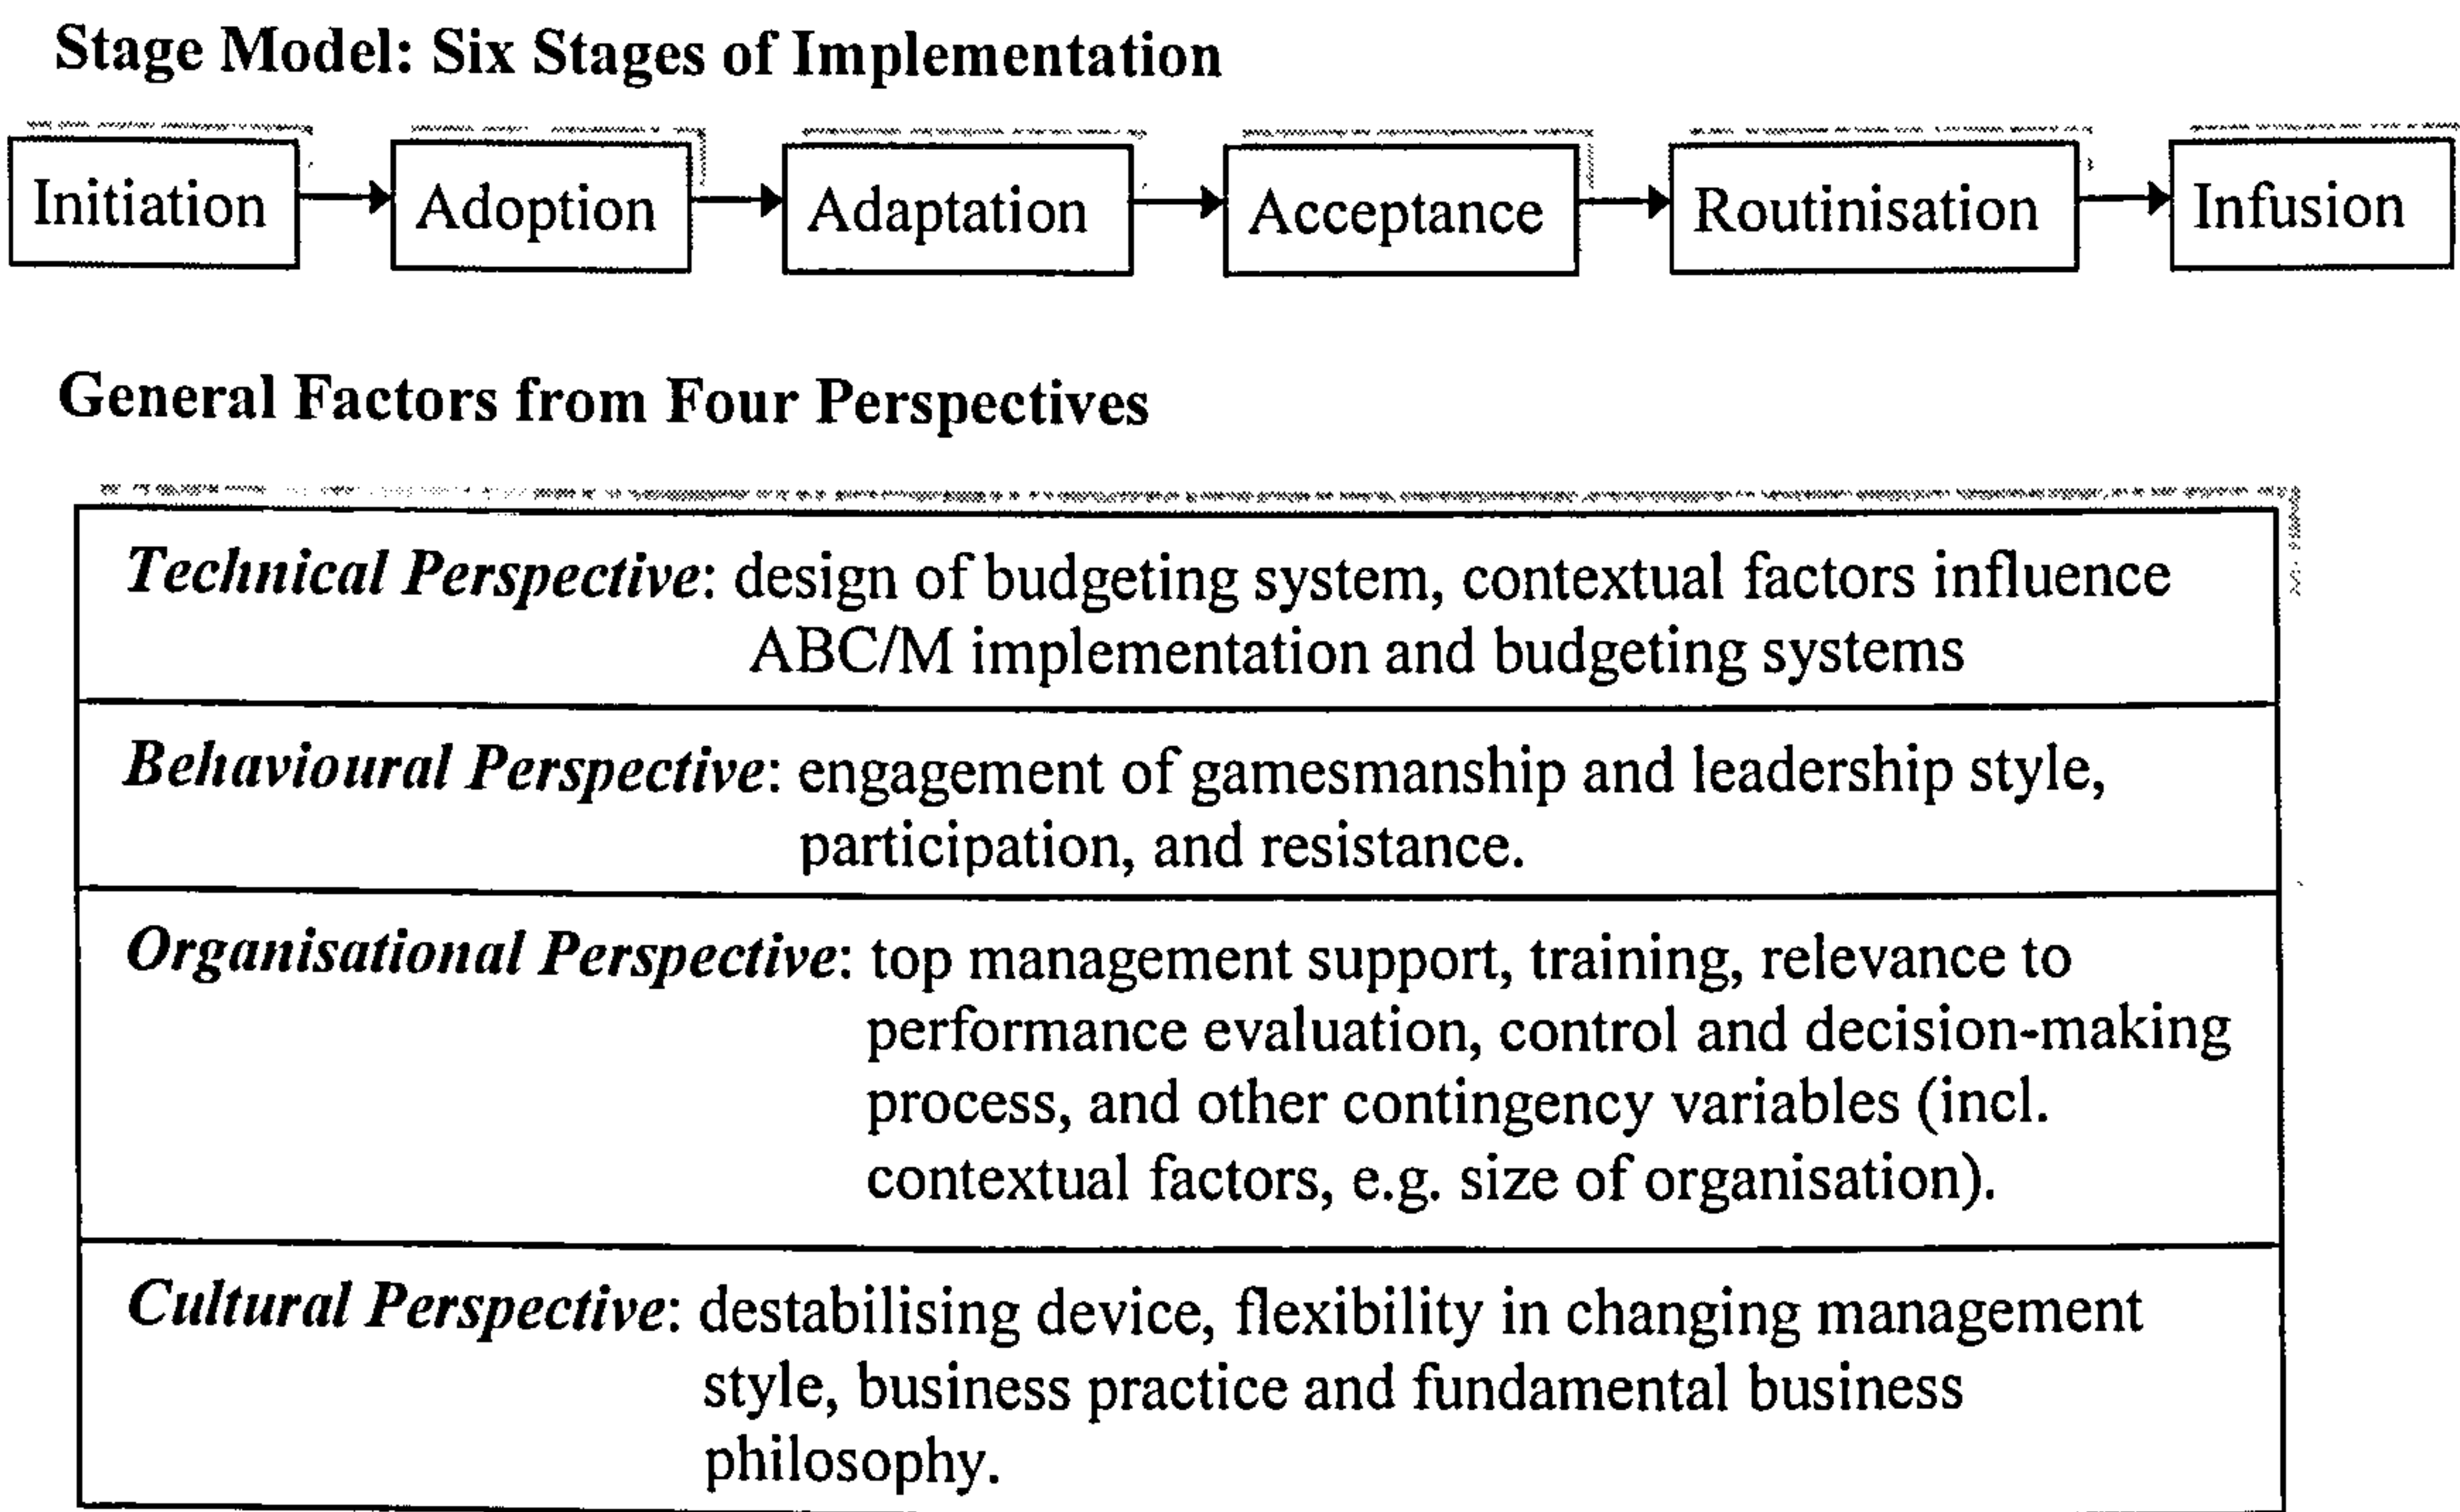 Stage Model: Six Stages of Implementation
Initiation
Adoption
Adaptation
Acceptance
Routinisation
Infusion
General Factors from Four Perspectives
Technical Perspective: design of budgeting system, contextual factors influence
ABC/M implementation and budgeting systems
Behavioural Perspective: engagement of gamesmanship and leadership style,
participation, and resistance.
Organisational Perspective: top management support, training, relevance to
performance evaluation, control and decision-making
process, and other contingency variables (incl.
contextual factors, e.g. size of organisation).
Cultural Perspective: destabilising device, flexibility in changing management
style, business practice and fundamental business
philosophy.